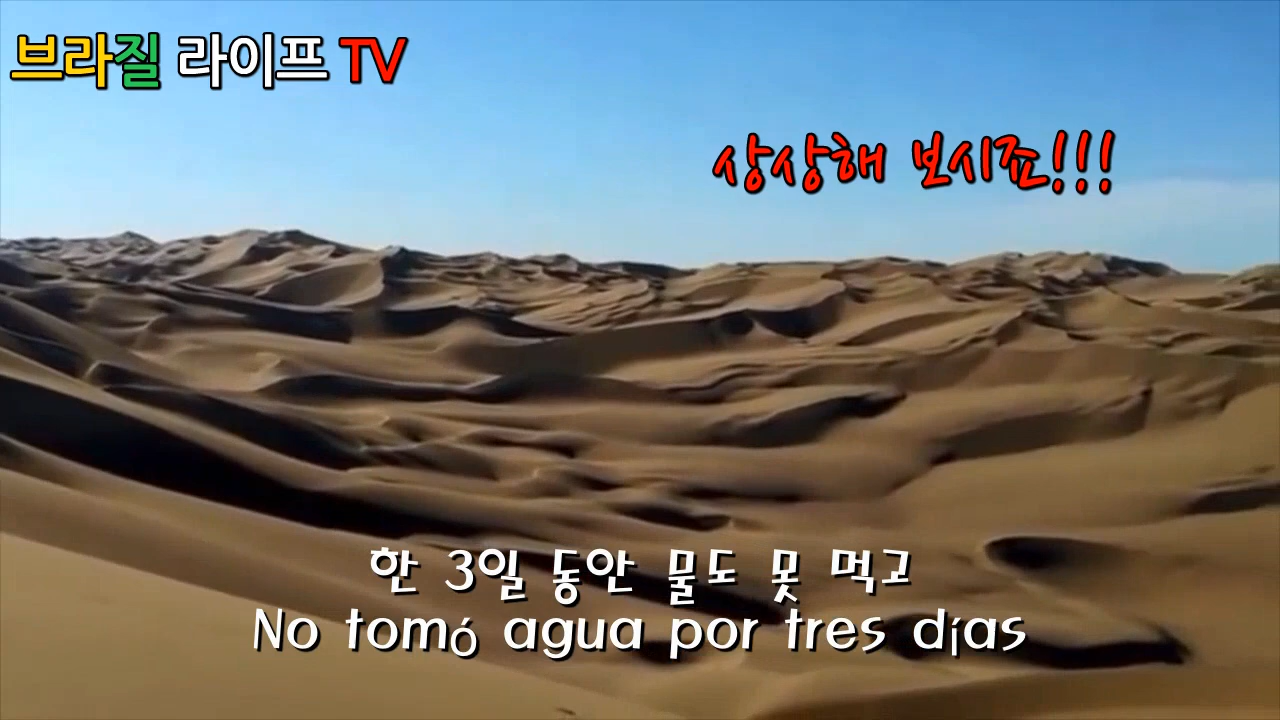 브라질 라이프 TV
상상해 보시죠!!!
한 3일 동안 물도 못 먹고
No tomó agua por tres días